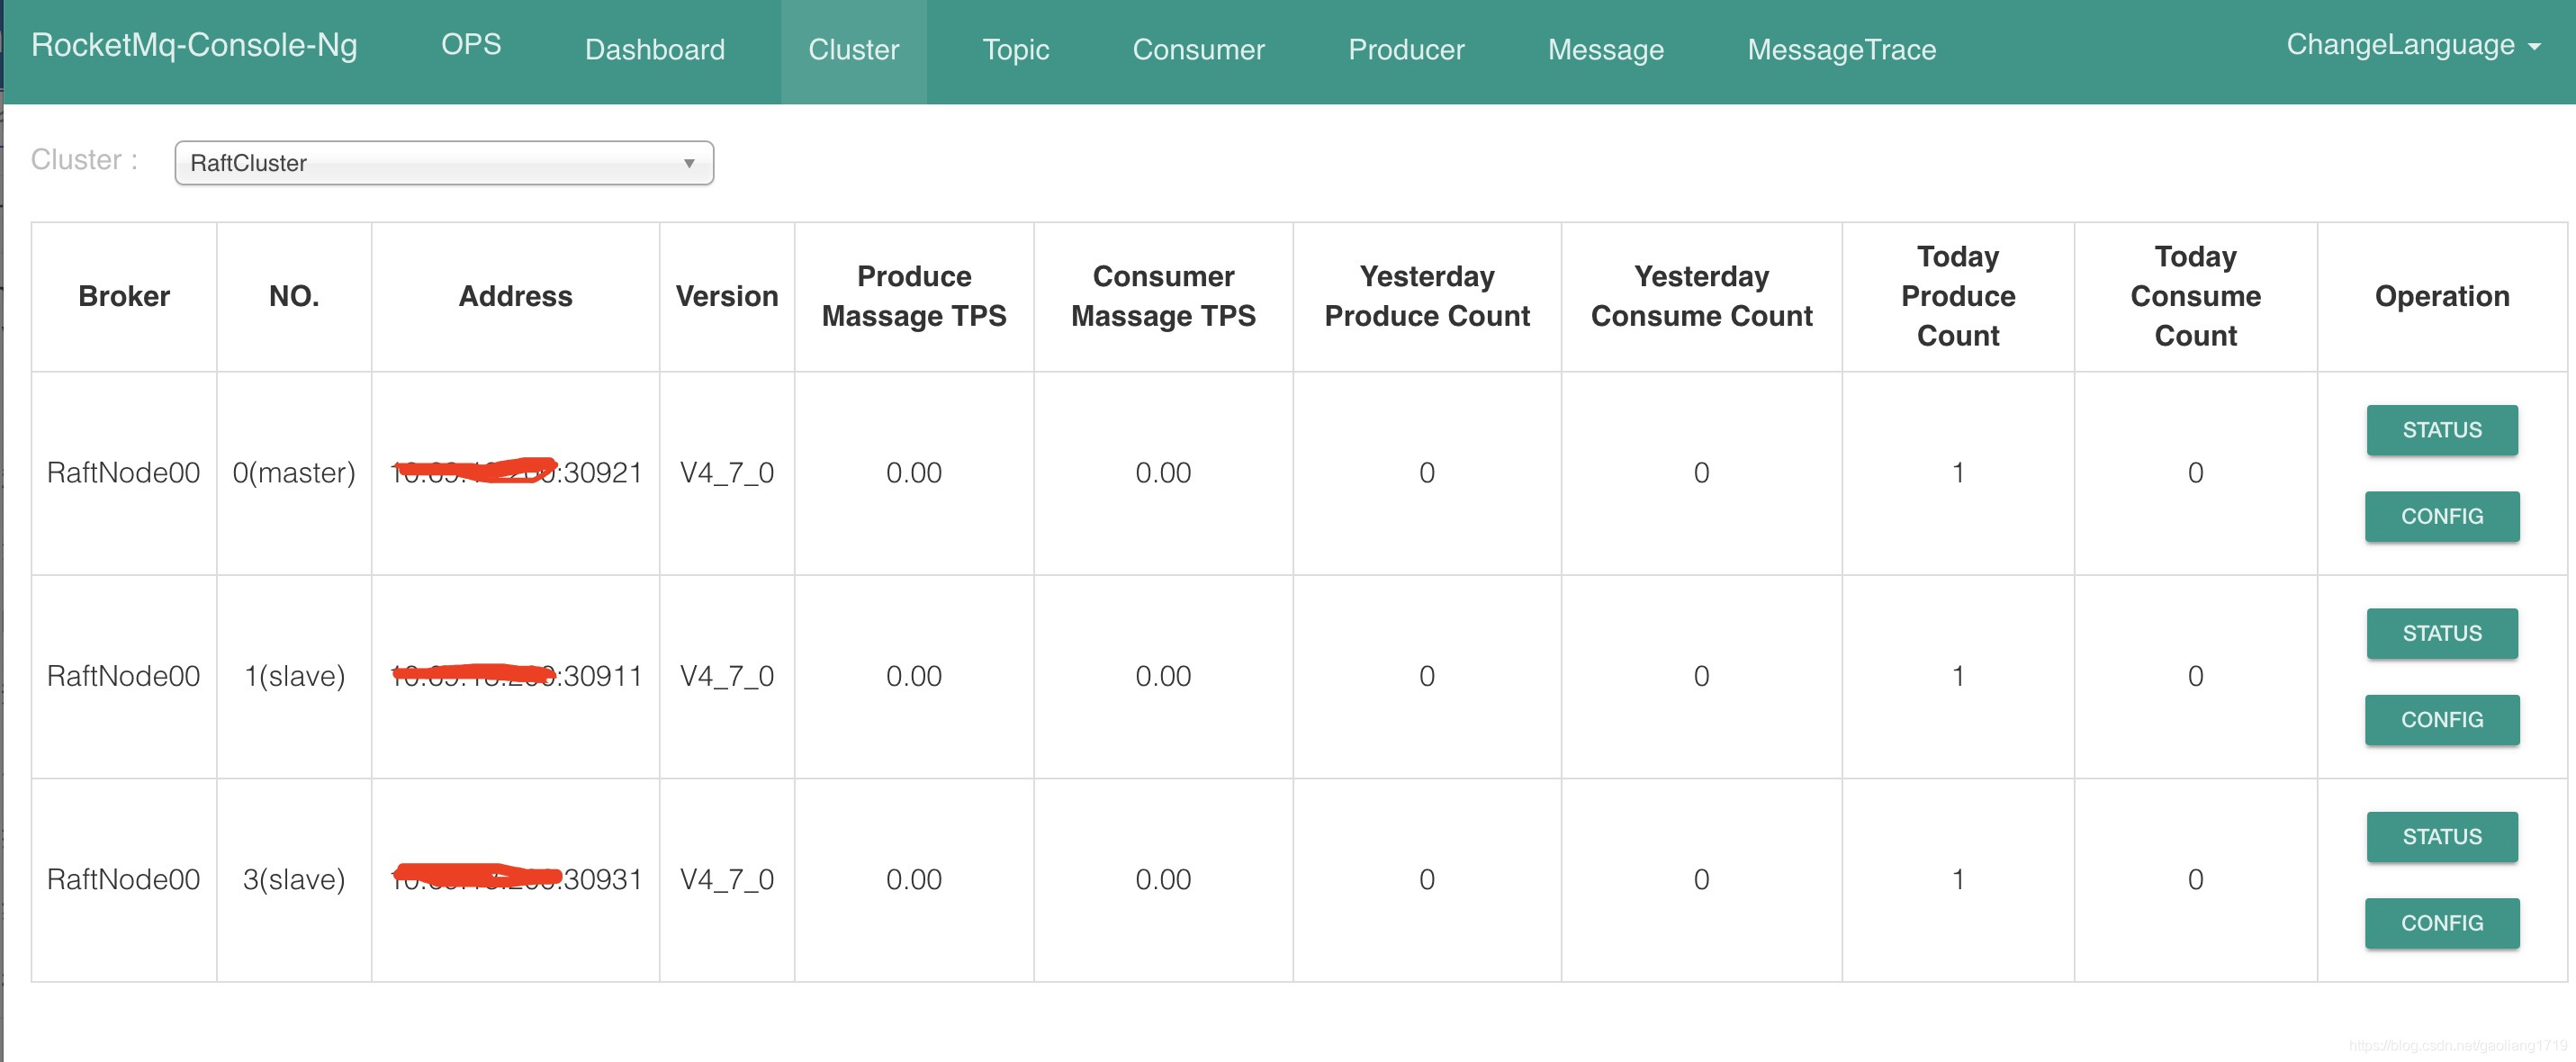 RocketMq-Console-Ng OPS Dashboard Cluster Topic Consumer Producer Message MessageTrace ChangeLanguage
Cluster : RaftCluster
Broker NO. Address Version Produce Massage TPS Consumer Massage TPS Yesterday Produce Count Yesterday Consume Count Today Produce Count Today Consume Count Operation
RaftNode00 0(master) :30921 V4_7_0 0.00 0.00 0 0 1 0 STATUS
CONFIG
RaftNode00 1(slave) :30911 V4_7_0 0.00 0.00 0 0 1 0 STATUS
CONFIG
RaftNode00 3(slave) :30931 V4_7_0 0.00 0.00 0 0 1 0 STATUS
CONFIG
https://blog.csdn.net/gaoliang1719